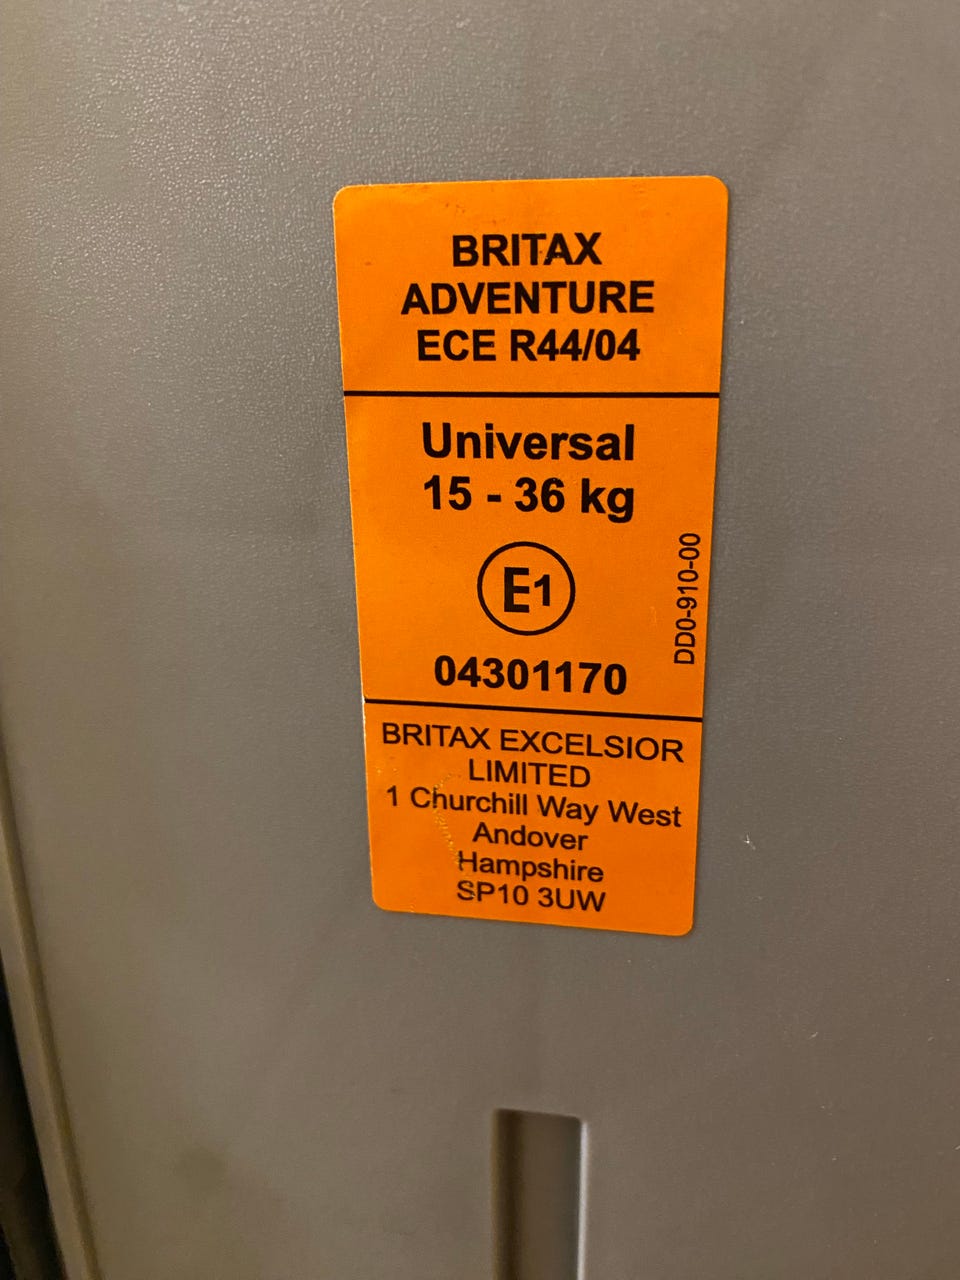 BRITAX
ADVENTURE
ECE R44/04
Universal
15 - 36 kg
E1
04301170
DD0-910-00
BRITAX EXCELSIOR
LIMITED
1 Churchill Way West
Andover
Hampshire
SP10 3UW